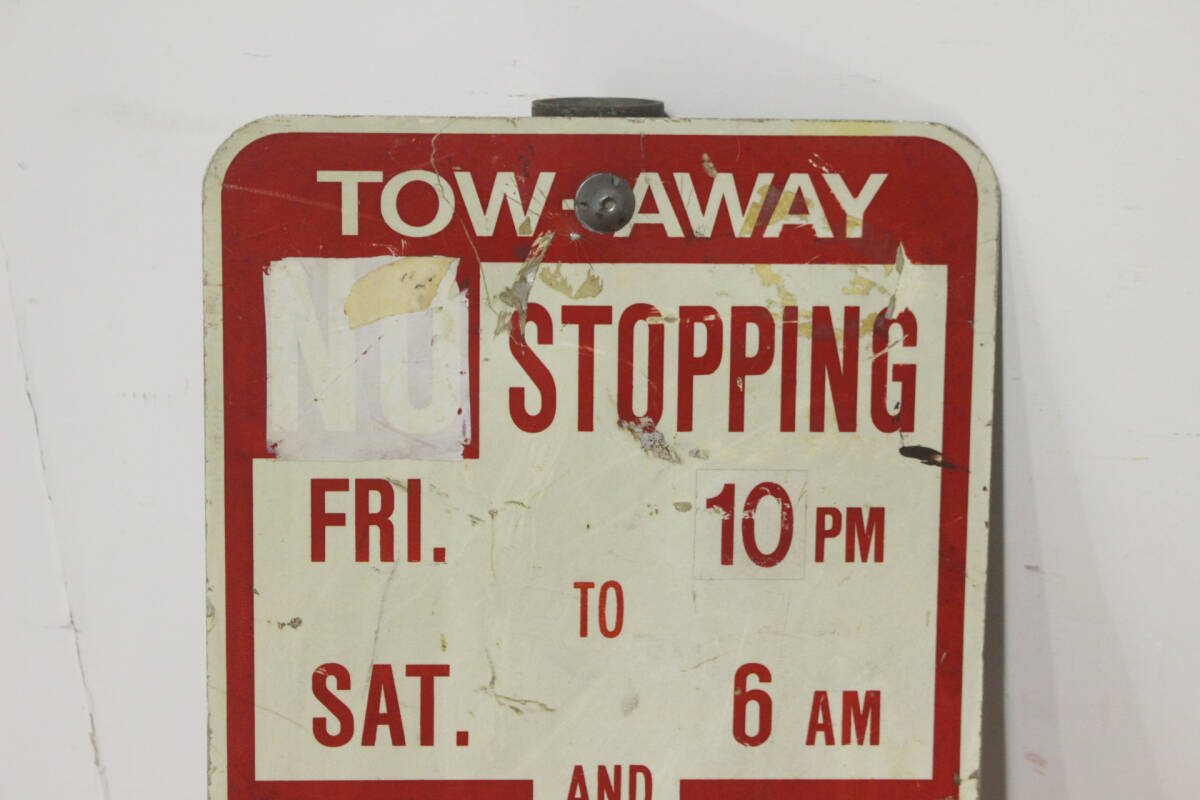 TOW-AWAY
NO STOPPING
FRI. 10 PM
TO
SAT. 6 AM
AND